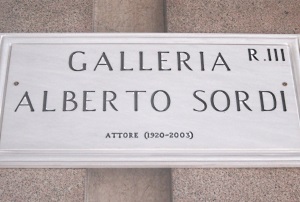 GALLERIA R.III
ALBERTO SORDI
ATTORE (1920-2003)